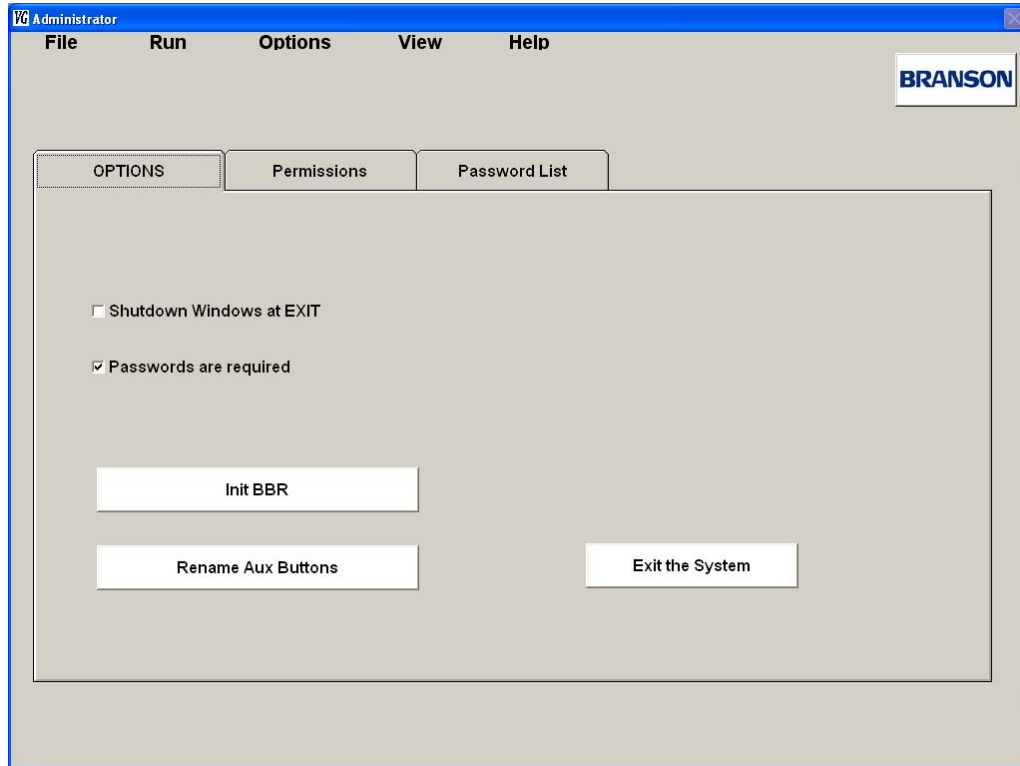 VG Administrator
File Run Options View Help
BRANSON
OPTIONS Permissions Password List
Shutdown Windows at EXIT
Passwords are required
Init BBR
Rename Aux Buttons Exit the System